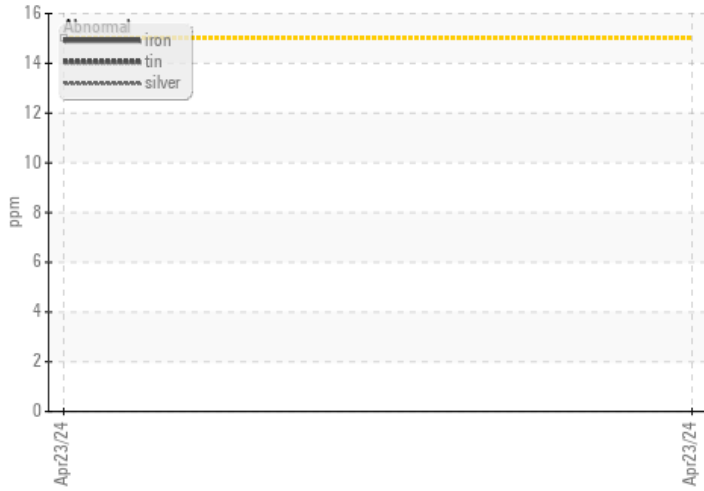 16
14
12
10
8
6
4
2
0
ppm
Abnormal
iron
tin
silver
Apr23/24
Apr23/24